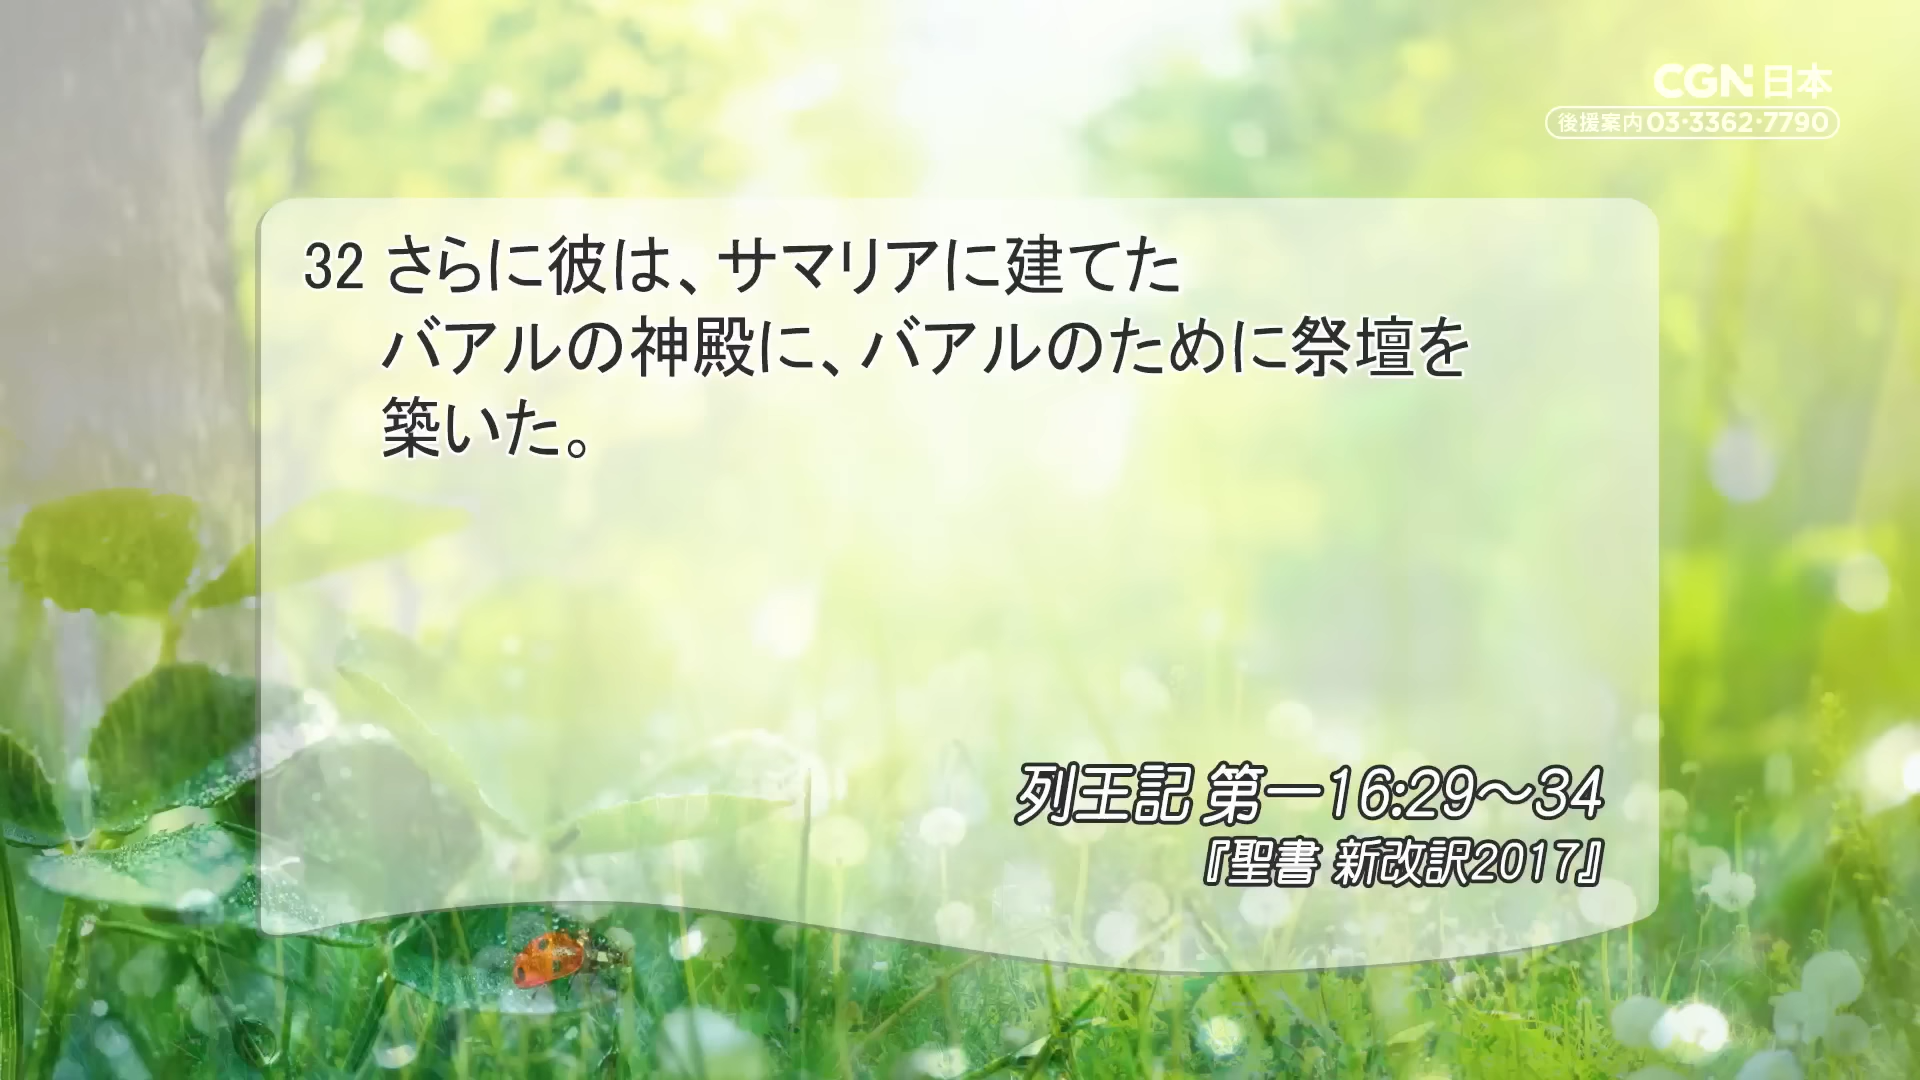 CGN 日本
後援案内 03·3362·7790
32 さらに彼は、サマリアに建てた
バアルの神殿に、バアルのために祭壇を
築いた。
列王記 第一16:29〜34
『聖書 新改訳2017』